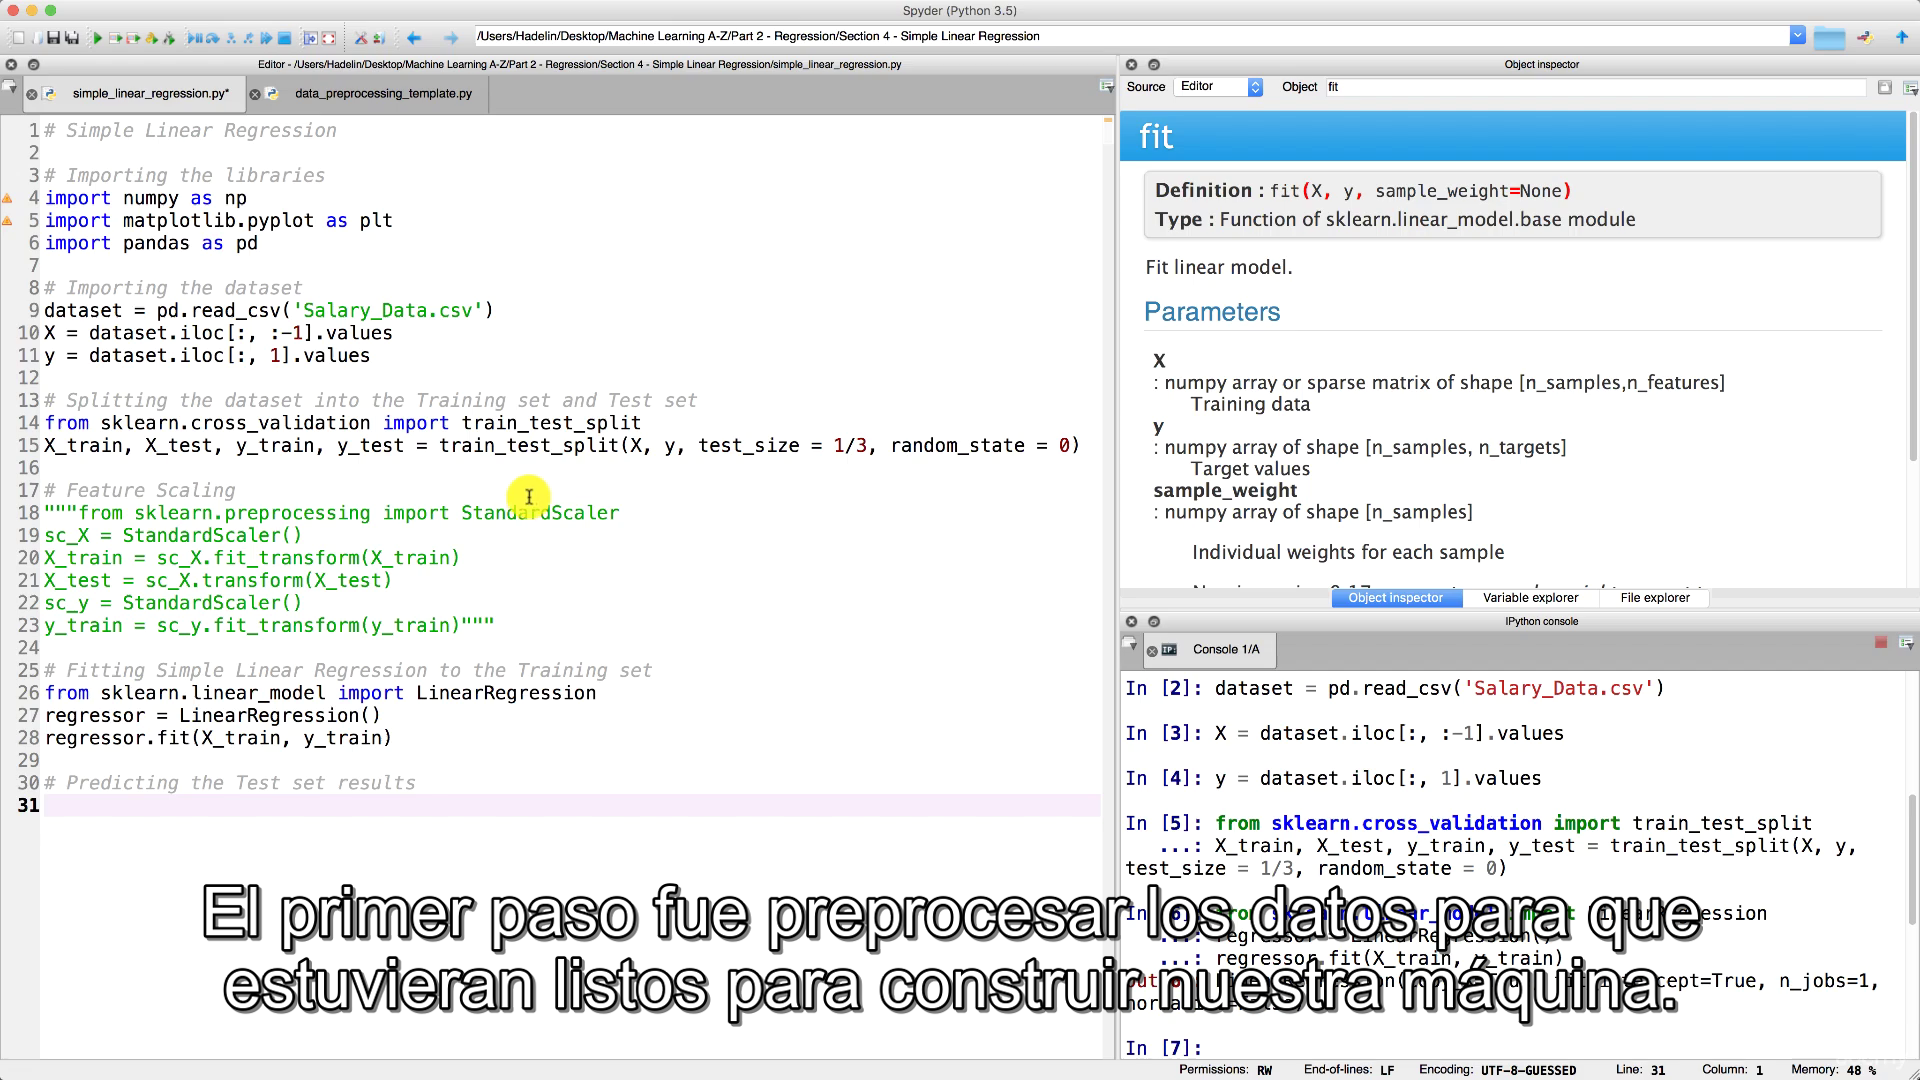 Spyder (Python 3.5)
/Users/Hadelin/Desktop/Machine Learning A-Z/Part 2 - Regression/Section 4 - Simple Linear Regression
Editor - /Users/Hadelin/Desktop/Machine Learning A-Z/Part 2 - Regression/Section 4 - Simple Linear Regression/simple_linear_regression.py
simple_linear_regression.py*
data_preprocessing_template.py
1 # Simple Linear Regression
2
3 # Importing the libraries
4 import numpy as np
5 import matplotlib.pyplot as plt
6 import pandas as pd
7
8 # Importing the dataset
9 dataset = pd.read_csv('Salary_Data.csv')
10 X = dataset.iloc[:, :-1].values
11 y = dataset.iloc[:, 1].values
12
13 # Splitting the dataset into the Training set and Test set
14 from sklearn.cross_validation import train_test_split
15 X_train, X_test, y_train, y_test = train_test_split(X, y, test_size = 1/3, random_state = 0)
16
17 # Feature Scaling
18 """from sklearn.preprocessing import StandardScaler
19 sc_X = StandardScaler()
20 X_train = sc_X.fit_transform(X_train)
21 X_test = sc_X.transform(X_test)
22 sc_y = StandardScaler()
23 y_train = sc_y.fit_transform(y_train)"""
24
25 # Fitting Simple Linear Regression to the Training set
26 from sklearn.linear_model import LinearRegression
27 regressor = LinearRegression()
28 regressor.fit(X_train, y_train)
29
30 # Predicting the Test set results
31
Object inspector
Source Editor Object fit
fit
Definition : fit(X, y, sample_weight=None)
Type : Function of sklearn.linear_model.base module
Fit linear model.
Parameters
X
: numpy array or sparse matrix of shape [n_samples,n_features]
Training data
y
: numpy array of shape [n_samples, n_targets]
Target values
sample_weight
: numpy array of shape [n_samples]
Individual weights for each sample
Object inspector Variable explorer File explorer
IPython console
Console 1/A
In [2]: dataset = pd.read_csv('Salary_Data.csv')
In [3]: X = dataset.iloc[:, :-1].values
In [4]: y = dataset.iloc[:, 1].values
In [5]: from sklearn.cross_validation import train_test_split
...: X_train, X_test, y_train, y_test = train_test_split(X, y,
test_size = 1/3, random_state = 0)
...: regressor.fit(X_train, y_train)
n_jobs=1,
In [7]:
El primer paso fue preprocesar los datos para que
estuvieran listos para construir nuestra máquina.
Permissions: RW End-of-lines: LF Encoding: UTF-8-GUESSED Line: 31 Column: 1 Memory: 48 %